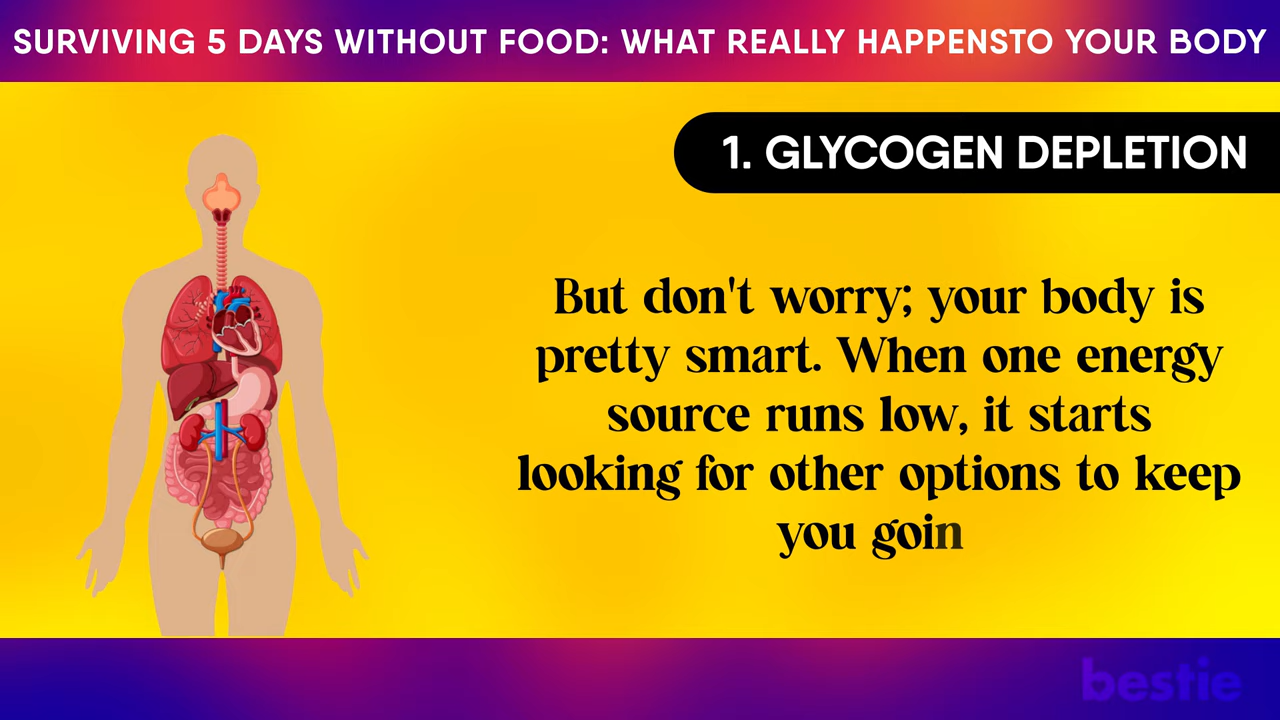 SURVIVING 5 DAYS WITHOUT FOOD: WHAT REALLY HAPPENSTO YOUR BODY
1. GLYCOGEN DEPLETION
But don't worry; your body is
pretty smart. When one energy
source runs low, it starts
looking for other options to keep
you goin
bestie